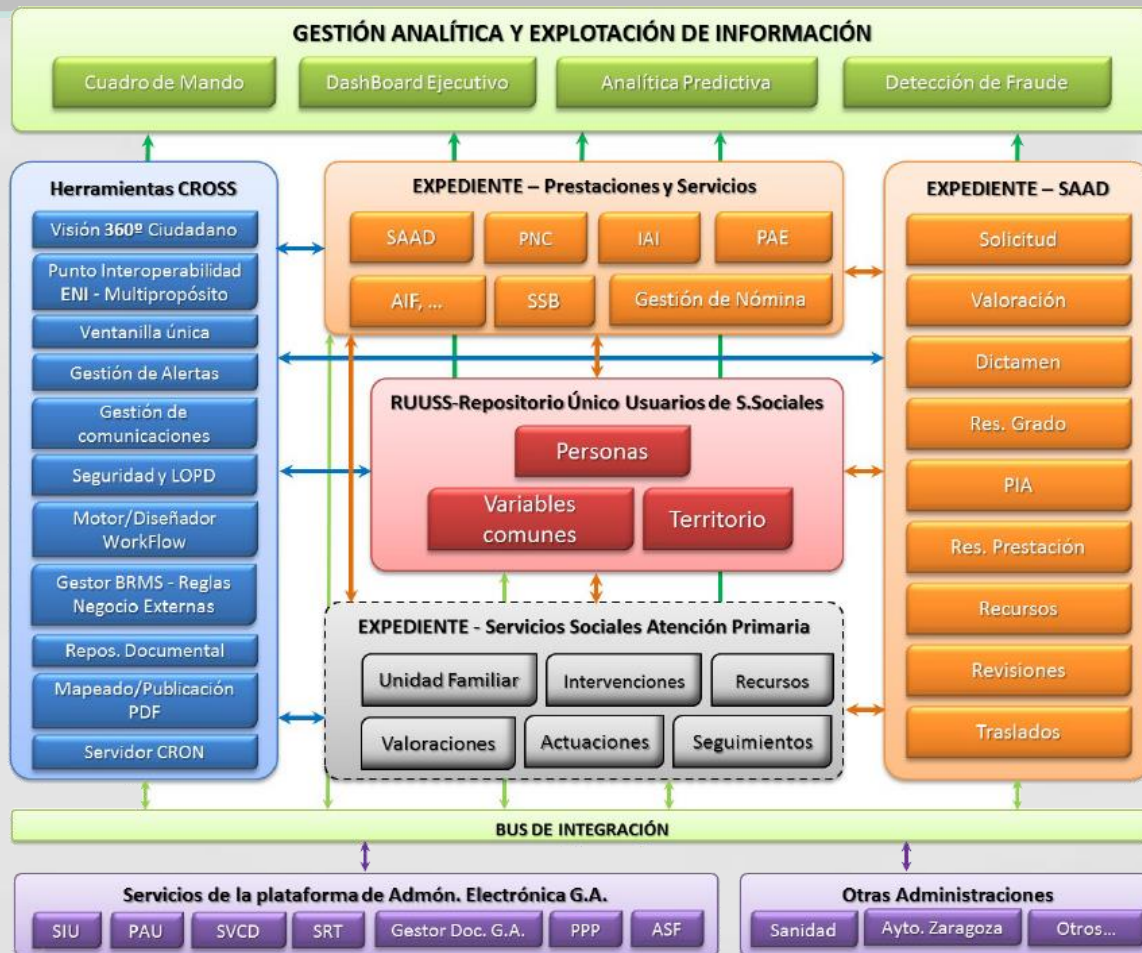 GESTIÓN ANALÍTICA Y EXPLOTACIÓN DE INFORMACIÓN
Cuadro de Mando
DashBoard Ejecutivo
Analítica Predictiva
Detección de Fraude
Herramientas CROSS
Visión 360º Ciudadano
Punto Interoperabilidad
ENI - Multipropósito
Ventanilla única
Gestión de Alertas
Gestión de
comunicaciones
Seguridad y LOPD
Motor/Diseñador
WorkFlow
Gestor BRMS - Reglas
Negocio Externas
Repos. Documental
Mapeado/Publicación
PDF
Servidor CRON
EXPEDIENTE – Prestaciones y Servicios
SAAD
PNC
IAI
PAE
AIF, ...
SSB
Gestión de Nómina
RUUSS-Repositorio Único Usuarios de S.Sociales
Personas
Variables
comunes
Territorio
EXPEDIENTE - Servicios Sociales Atención Primaria
Unidad Familiar
Intervenciones
Recursos
Valoraciones
Actuaciones
Seguimientos
EXPEDIENTE – SAAD
Solicitud
Valoración
Dictamen
Res. Grado
PIA
Res. Prestación
Recursos
Revisiones
Traslados
BUS DE INTEGRACIÓN
Servicios de la plataforma de Admón. Electrónica G.A.
SIU
PAU
SVCD
SRT
Gestor Doc. G.A.
PPP
ASF
Otras Administraciones
Sanidad
Ayto. Zaragoza
Otros...